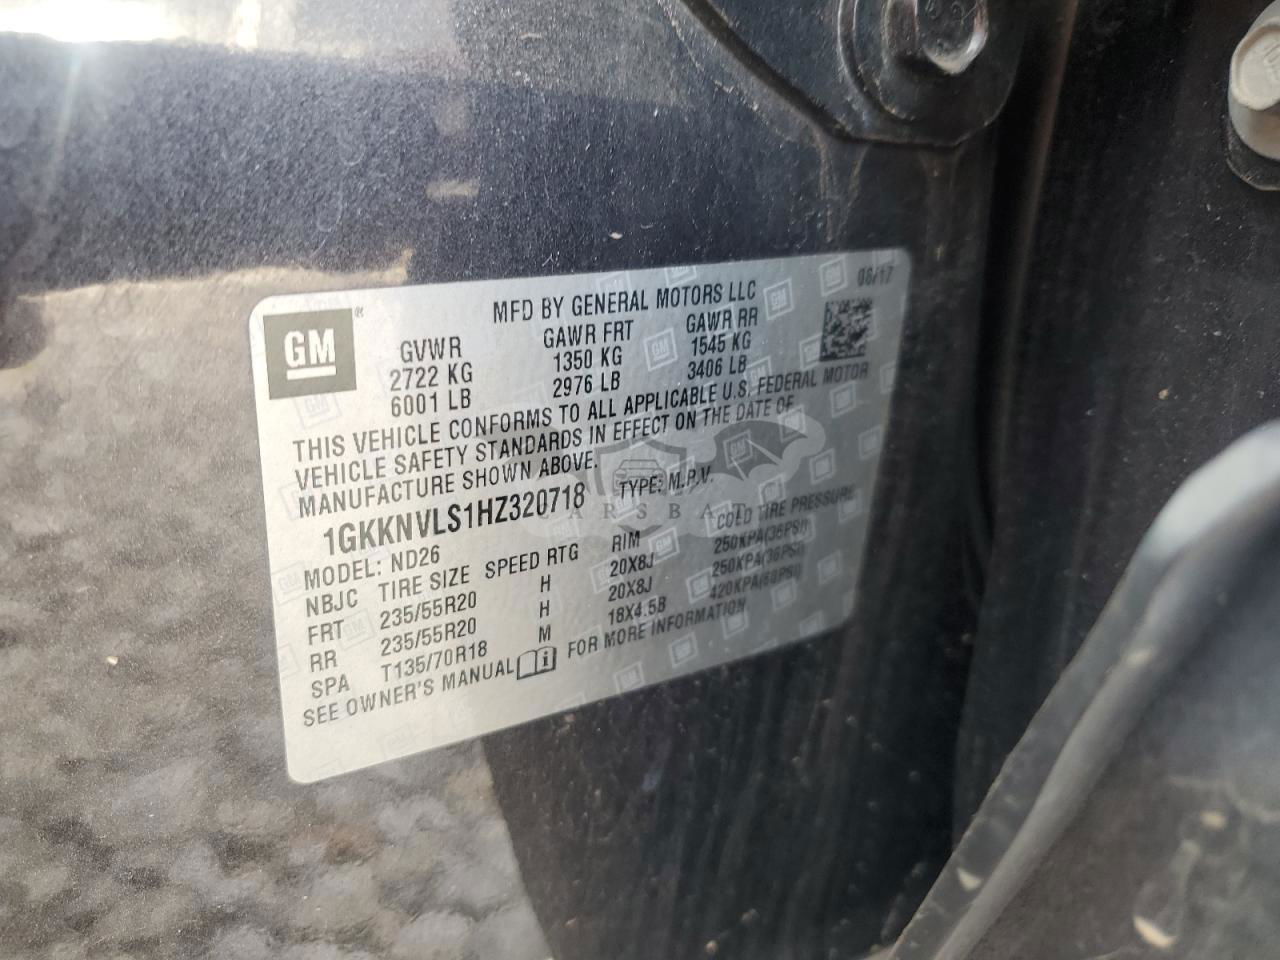 MFD BY GENERAL MOTORS LLC
08/17
GM ®
GVWR GAWR FRT GAWR RR
2722 KG 1350 KG 1545 KG
6001 LB 2976 LB 3406 LB
THIS VEHICLE CONFORMS TO ALL APPLICABLE U.S. FEDERAL MOTOR
VEHICLE SAFETY STANDARDS IN EFFECT ON THE DATE OF
MANUFACTURE SHOWN ABOVE.
1GKKNVLS1HZ320718 TYPE: M.P.V.
CARSBAT
MODEL: ND26
NBJC TIRE SIZE SPEED RTG RIM COLD TIRE PRESSURE
FRT 235/55R20 H 20X8J 250KPA(36PSI)
RR 235/55R20 H 20X8J 250KPA(36PSI)
SPA T135/70R18 M 18X4.5B 420KPA(60PSI)
SEE OWNER'S MANUAL FOR MORE INFORMATION